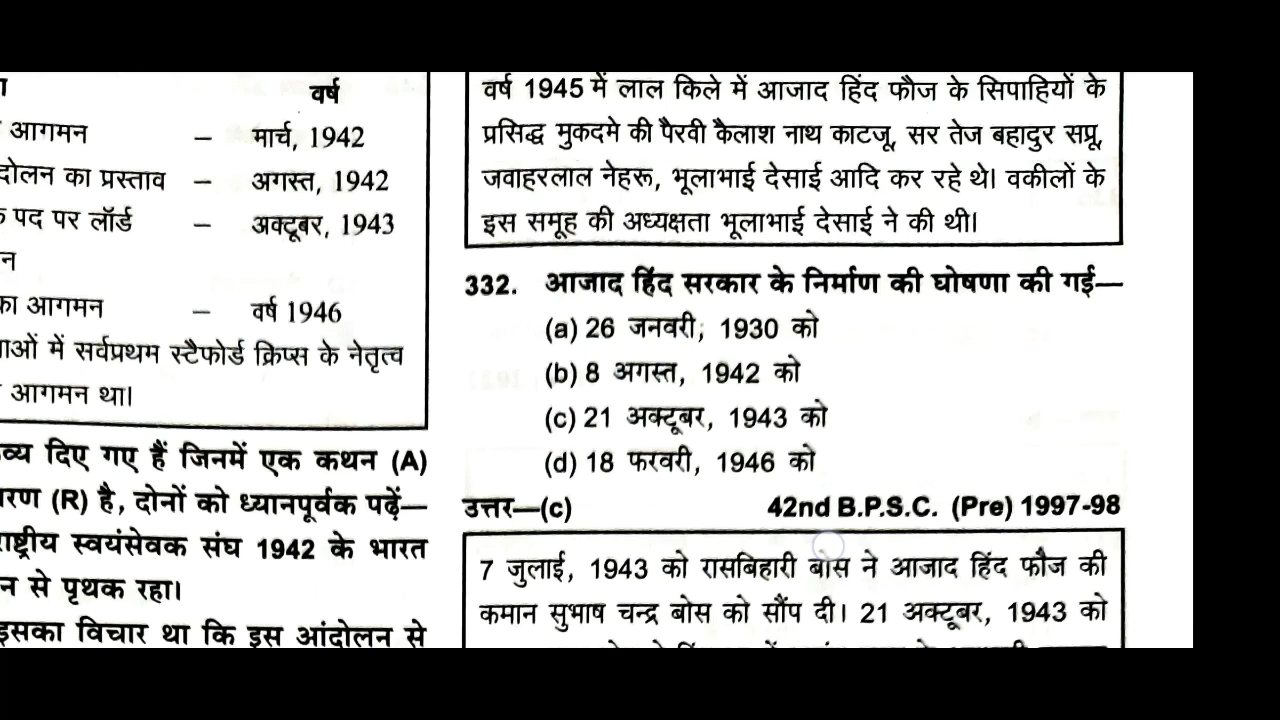 वर्ष
आगमन – मार्च, 1942
दोलन का प्रस्ताव – अगस्त, 1942
पद पर लॉर्ड – अक्टूबर, 1943
न
का आगमन – वर्ष 1946
ओं में सर्वप्रथम स्टैफोर्ड क्रिप्स के नेतृत्व
आगमन था।
व्य दिए गए हैं जिनमें एक कथन (A)
रण (R) है, दोनों को ध्यानपूर्वक पढ़ें—
राष्ट्रीय स्वयंसेवक संघ 1942 के भारत
न से पृथक रहा।
इसका विचार था कि इस आंदोलन से
वर्ष 1945 में लाल किले में आजाद हिंद फौज के सिपाहियों के
प्रसिद्ध मुकदमे की पैरवी कैलाश नाथ काटजू, सर तेज बहादुर सप्रू,
जवाहरलाल नेहरू, भूलाभाई देसाई आदि कर रहे थे। वकीलों के
इस समूह की अध्यक्षता भूलाभाई देसाई ने की थी।
332. आजाद हिंद सरकार के निर्माण की घोषणा की गई—
(a) 26 जनवरी, 1930 को
(b) 8 अगस्त, 1942 को
(c) 21 अक्टूबर, 1943 को
(d) 18 फरवरी, 1946 को
उत्तर—(c) 42nd B.P.S.C. (Pre) 1997-98
7 जुलाई, 1943 को रासबिहारी बोस ने आजाद हिंद फौज की
कमान सुभाष चन्द्र बोस को सौंप दी। 21 अक्टूबर, 1943 को